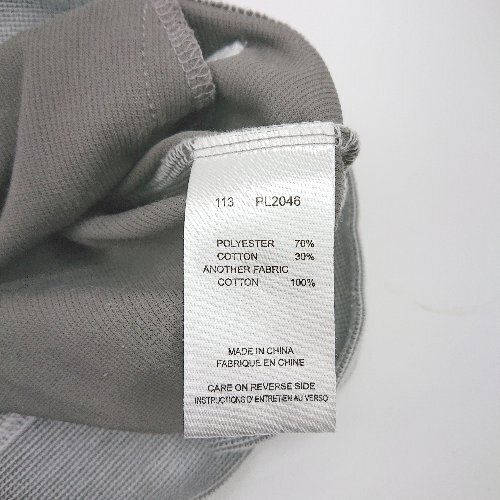 113 PL2046
POLYESTER 70%
COTTON 30%
ANOTHER FABRIC
COTTON 100%
MADE IN CHINA
FABRIQUE EN CHINE
CARE ON REVERSE SIDE
INSTRUCTIONS D'ENTRETIEN AU VERSO